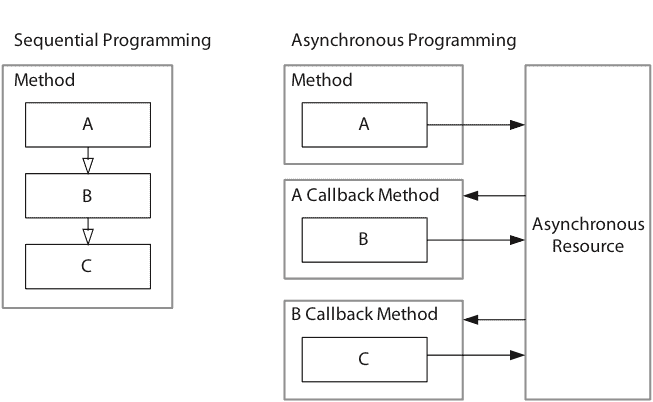 Sequential Programming
Method
A
B
C
Asynchronous Programming
Method
A
A Callback Method
B
B Callback Method
C
Asynchronous
Resource